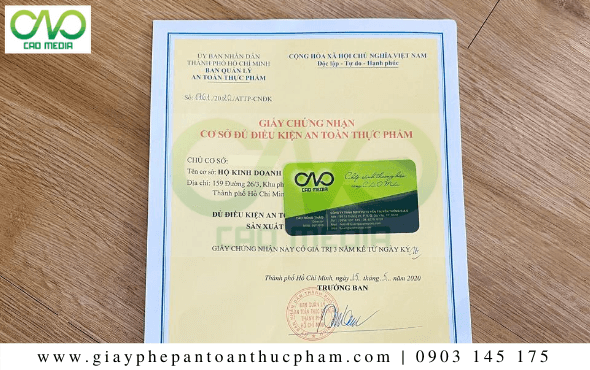 CAO MEDIA
ỦY BAN NHÂN DÂN
THÀNH PHỐ HỒ CHÍ MINH
BAN QUẢN LÝ
AN TOÀN THỰC PHẨM
CỘNG HÒA XÃ HỘI CHỦ NGHĨA VIỆT NAM
Độc lập - Tự do - Hạnh phúc
Số: /2020/ATTP-CNĐK
GIẤY CHỨNG NHẬN
CƠ SỞ ĐỦ ĐIỀU KIỆN AN TOÀN THỰC PHẨM
CHỦ CƠ SỞ:
Tên cơ sở: HỘ KINH DOANH
Địa chỉ: 159 Đường 26/3, Khu
Thành phố Hồ Chí
CAO MEDIA
ĐỦ ĐIỀU KIỆN AN
SẢN XUẤT
GIẤY CHỨNG NHẬN NÀY CÓ GIÁ TRỊ 3 NĂM KỂ TỪ NGÀY KÝ
Thành phố Hồ Chí Minh, ngày 15 tháng 5 năm 2020
TRƯỞNG BAN
www.giayphepantoanthucpham.com | 0903 145 175